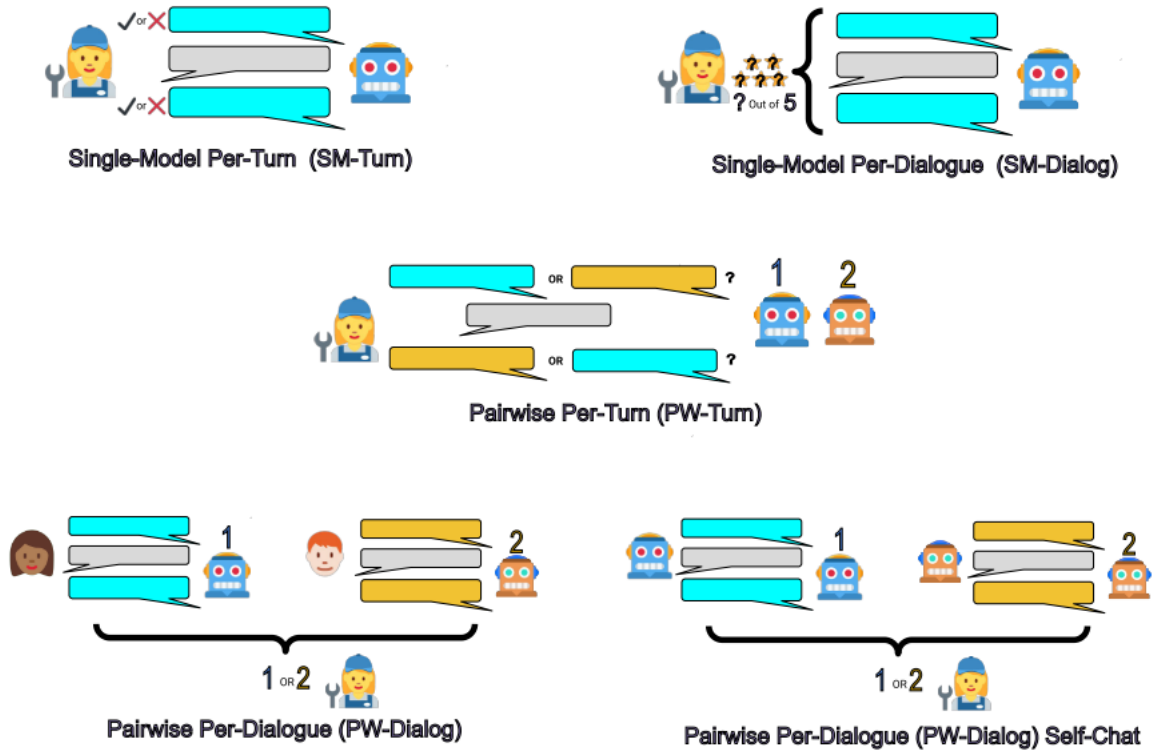 ✓or✗
✓or✗
Single-Model Per-Turn (SM-Turn)
? ?
? ? ?
? Out of 5
Single-Model Per-Dialogue (SM-Dialog)
1 2
OR ?
OR ?
Pairwise Per-Turn (PW-Turn)
1 2
1 OR 2
Pairwise Per-Dialogue (PW-Dialog)
1 2
1 OR 2
Pairwise Per-Dialogue (PW-Dialog) Self-Chat